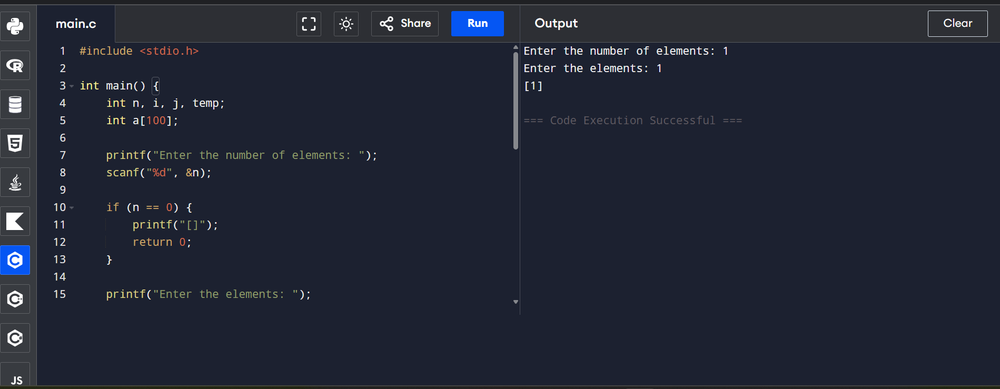 main.c
Share
Run
Output
Clear
1 #include <stdio.h>
2
3 int main() {
4     int n, i, j, temp;
5     int a[100];
6
7     printf("Enter the number of elements: ");
8     scanf("%d", &n);
9
10     if (n == 0) {
11         printf("[]");
12         return 0;
13     }
14
15     printf("Enter the elements: ");
Enter the number of elements: 1
Enter the elements: 1
[1]
=== Code Execution Successful ===
R
5
C
C++
C#
JS